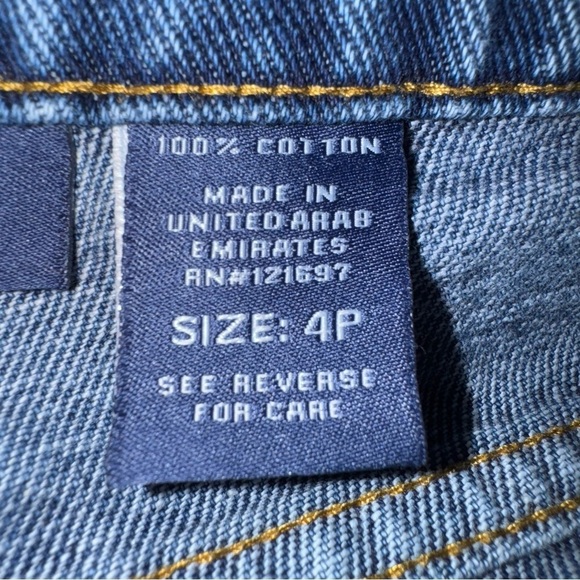 100% COTTON
MADE IN
UNITED ARAB
EMIRATES
RN#121697
SIZE: 4P
SEE REVERSE
FOR CARE